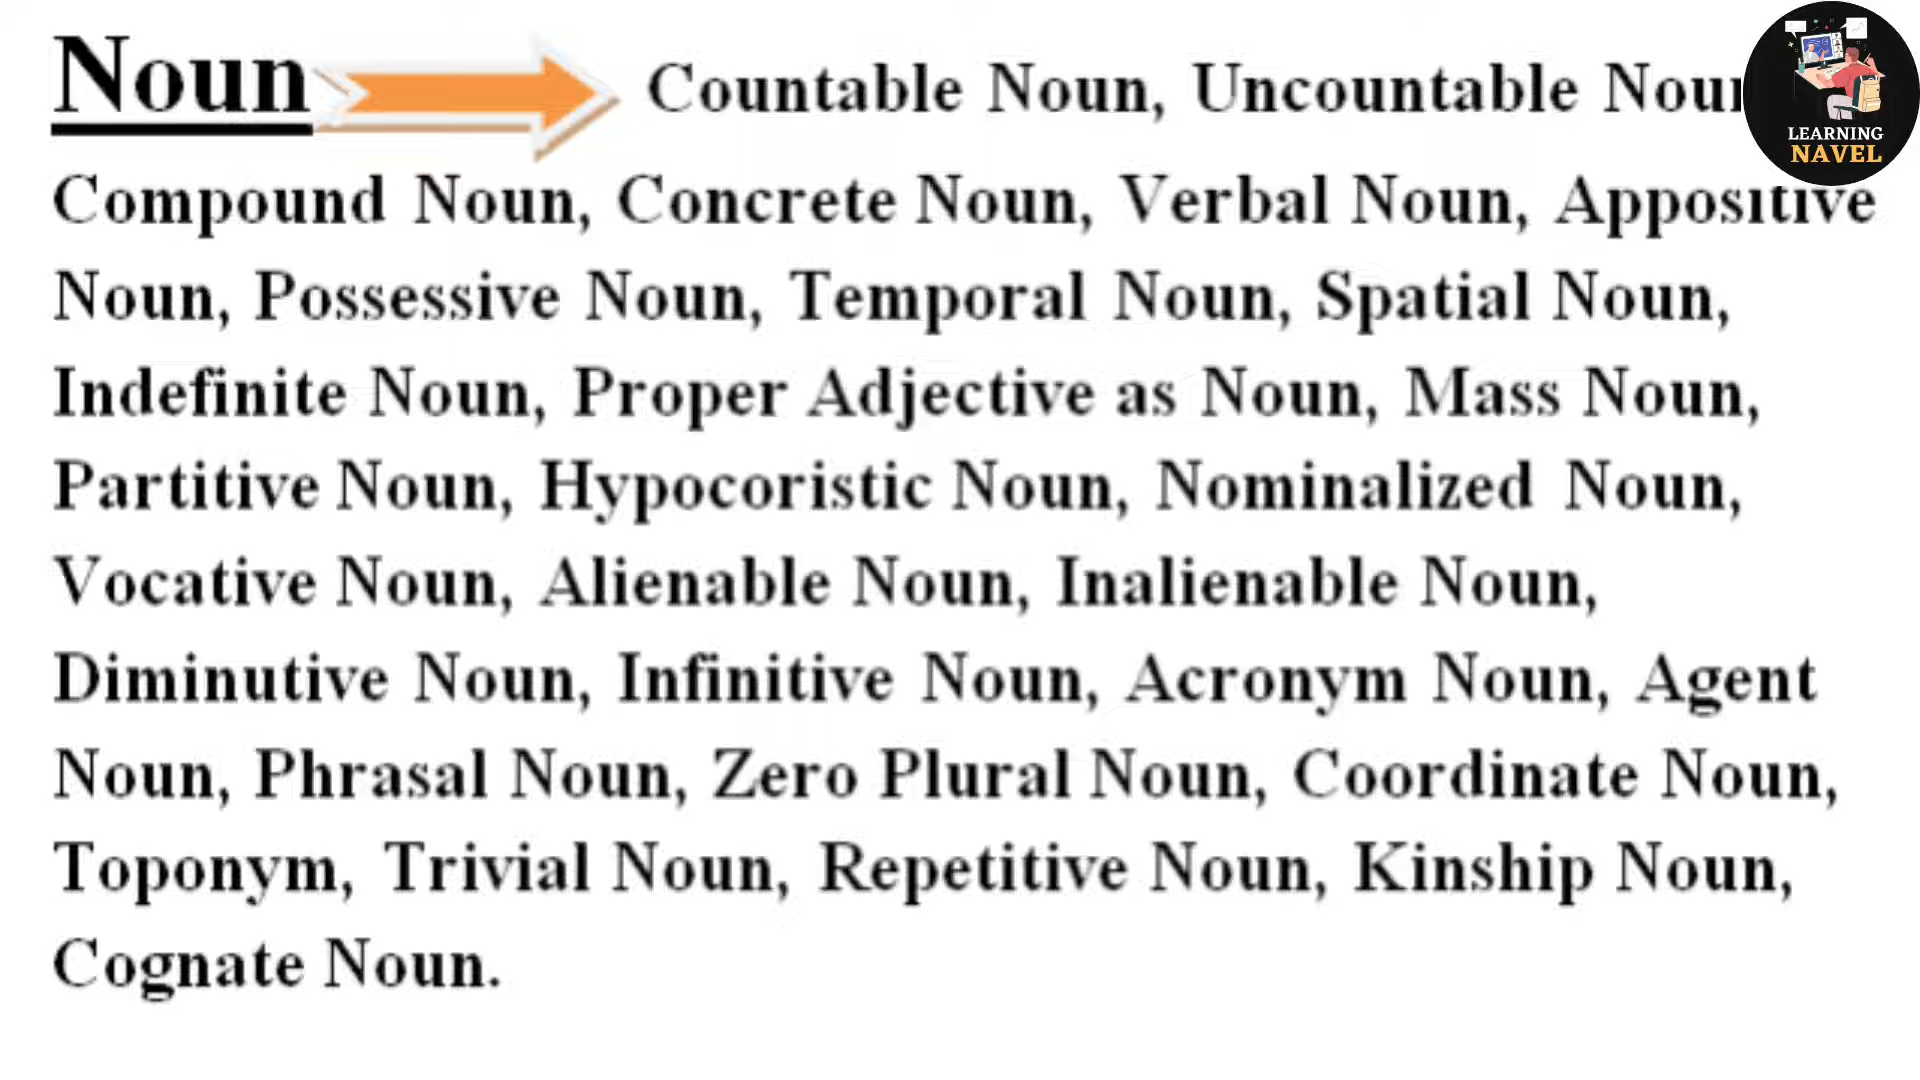 Noun Countable Noun, Uncountable
LEARNING
NAVEL
Compound Noun, Concrete Noun, Verbal Noun, Appositive
Noun, Possessive Noun, Temporal Noun, Spatial Noun,
Indefinite Noun, Proper Adjective as Noun, Mass Noun,
Partitive Noun, Hypocoristic Noun, Nominalized Noun,
Vocative Noun, Alienable Noun, Inalienable Noun,
Diminutive Noun, Infinitive Noun, Acronym Noun, Agent
Noun, Phrasal Noun, Zero Plural Noun, Coordinate Noun,
Toponym, Trivial Noun, Repetitive Noun, Kinship Noun,
Cognate Noun.